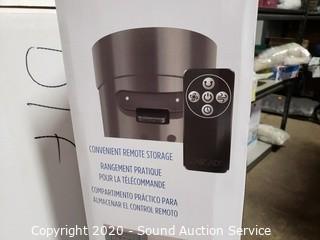 CONVENIENT REMOTE STORAGE
RANGEMENT PRATIQUE
POUR LA TÉLÉCOMMANDE
COMPARTIMIENTO PRÁCTICO PARA
ALMACENAR EL CONTROL REMOTO
Copyright 2020 - Sound Auction Service